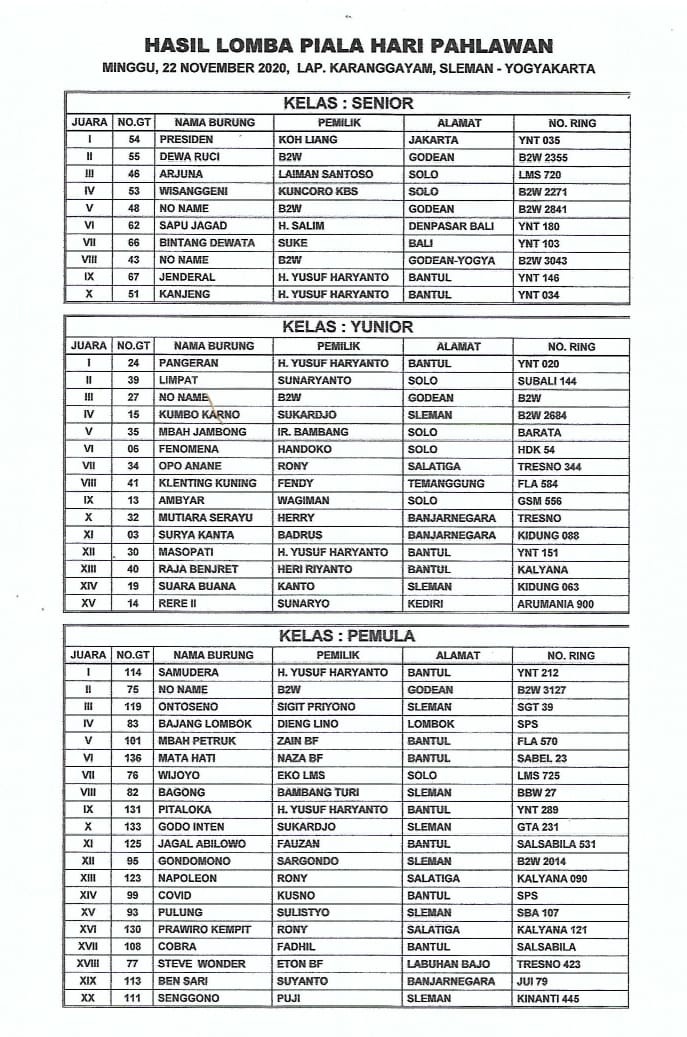 HASIL LOMBA PIALA HARI PAHLAWAN
MINGGU, 22 NOVEMBER 2020, LAP. KARANGGAYAM, SLEMAN - YOGYAKARTA
KELAS : SENIOR
JUARA NO.GT NAMA BURUNG PEMILIK ALAMAT NO. RING
I 54 PRESIDEN KOH LIANG JAKARTA YNT 035
II 55 DEWA RUCI B2W GODEAN B2W 2355
III 46 ARJUNA LAIMAN SANTOSO SOLO LMS 720
IV 53 WISANGGENI KUNCORO KBS SOLO B2W 2271
V 48 NO NAME B2W GODEAN B2W 2841
VI 62 SAPU JAGAD H. SALIM DENPASAR BALI YNT 180
VII 66 BINTANG DEWATA SUKE BALI YNT 103
VIII 43 NO NAME B2W GODEAN-YOGYA B2W 3043
IX 67 JENDERAL H. YUSUF HARYANTO BANTUL YNT 146
X 51 KANJENG H. YUSUF HARYANTO BANTUL YNT 034
KELAS : YUNIOR
JUARA NO.GT NAMA BURUNG PEMILIK ALAMAT NO. RING
I 24 PANGERAN H. YUSUF HARYANTO BANTUL YNT 020
II 39 LIMPAT SUNARYANTO SOLO SUBALI 144
III 27 NO NAME B2W GODEAN B2W
IV 15 KUMBO KARNO SUKARDJO SLEMAN B2W 2684
V 35 MBAH JAMBONG IR. BAMBANG SOLO BARATA
VI 06 FENOMENA HANDOKO SOLO HDK 54
VII 34 OPO ANANE RONY SALATIGA TRESNO 344
VIII 41 KLENTING KUNING FENDY TEMANGGUNG FLA 584
IX 13 AMBYAR WAGIMAN SOLO GSM 556
X 32 MUTIARA SERAYU HERRY BANJARNEGARA TRESNO
XI 03 SURYA KANTA BADRUS BANJARNEGARA KIDUNG 088
XII 30 MASOPATI H. YUSUF HARYANTO BANTUL YNT 151
XIII 40 RAJA BENJRET HERI RIYANTO BANTUL KALYANA
XIV 19 SUARA BUANA KANTO SLEMAN KIDUNG 063
XV 14 RERE II SUNARYO KEDIRI ARUMANIA 900
KELAS : PEMULA
JUARA NO.GT NAMA BURUNG PEMILIK ALAMAT NO. RING
I 114 SAMUDERA H. YUSUF HARYANTO BANTUL YNT 212
II 75 NO NAME B2W GODEAN B2W 3127
III 119 ONTOSENO SIGIT PRIYONO SLEMAN SGT 39
IV 83 BAJANG LOMBOK DIENG LINO LOMBOK SPS
V 101 MBAH PETRUK ZAIN BF BANTUL FLA 570
VI 136 MATA HATI NAZA BF BANTUL SABEL 23
VII 76 WIJOYO EKO LMS SOLO LMS 725
VIII 82 BAGONG BAMBANG TURI SLEMAN BBW 27
IX 131 PITALOKA H. YUSUF HARYANTO BANTUL YNT 289
X 133 GODO INTEN SUKARDJO SLEMAN GTA 231
XI 125 JAGAL ABILOWO FAUZAN BANTUL SALSABILA 531
XII 95 GONDOMONO SARGONDO SLEMAN B2W 2014
XIII 123 NAPOLEON RONY SALATIGA KALYANA 090
XIV 99 COVID KUSNO BANTUL SPS
XV 93 PULUNG SULISTYO SLEMAN SBA 107
XVI 130 PRAWIRO KEMPIT RONY SALATIGA KALYANA 121
XVII 108 COBRA FADHIL BANTUL SALSABILA
XVIII 77 STEVE WONDER ETON BF LABUHAN BAJO TRESNO 423
XIX 113 BEN SARI SUYANTO BANJARNEGARA JUI 79
XX 111 SENGGONO PUJI SLEMAN KINANTI 445